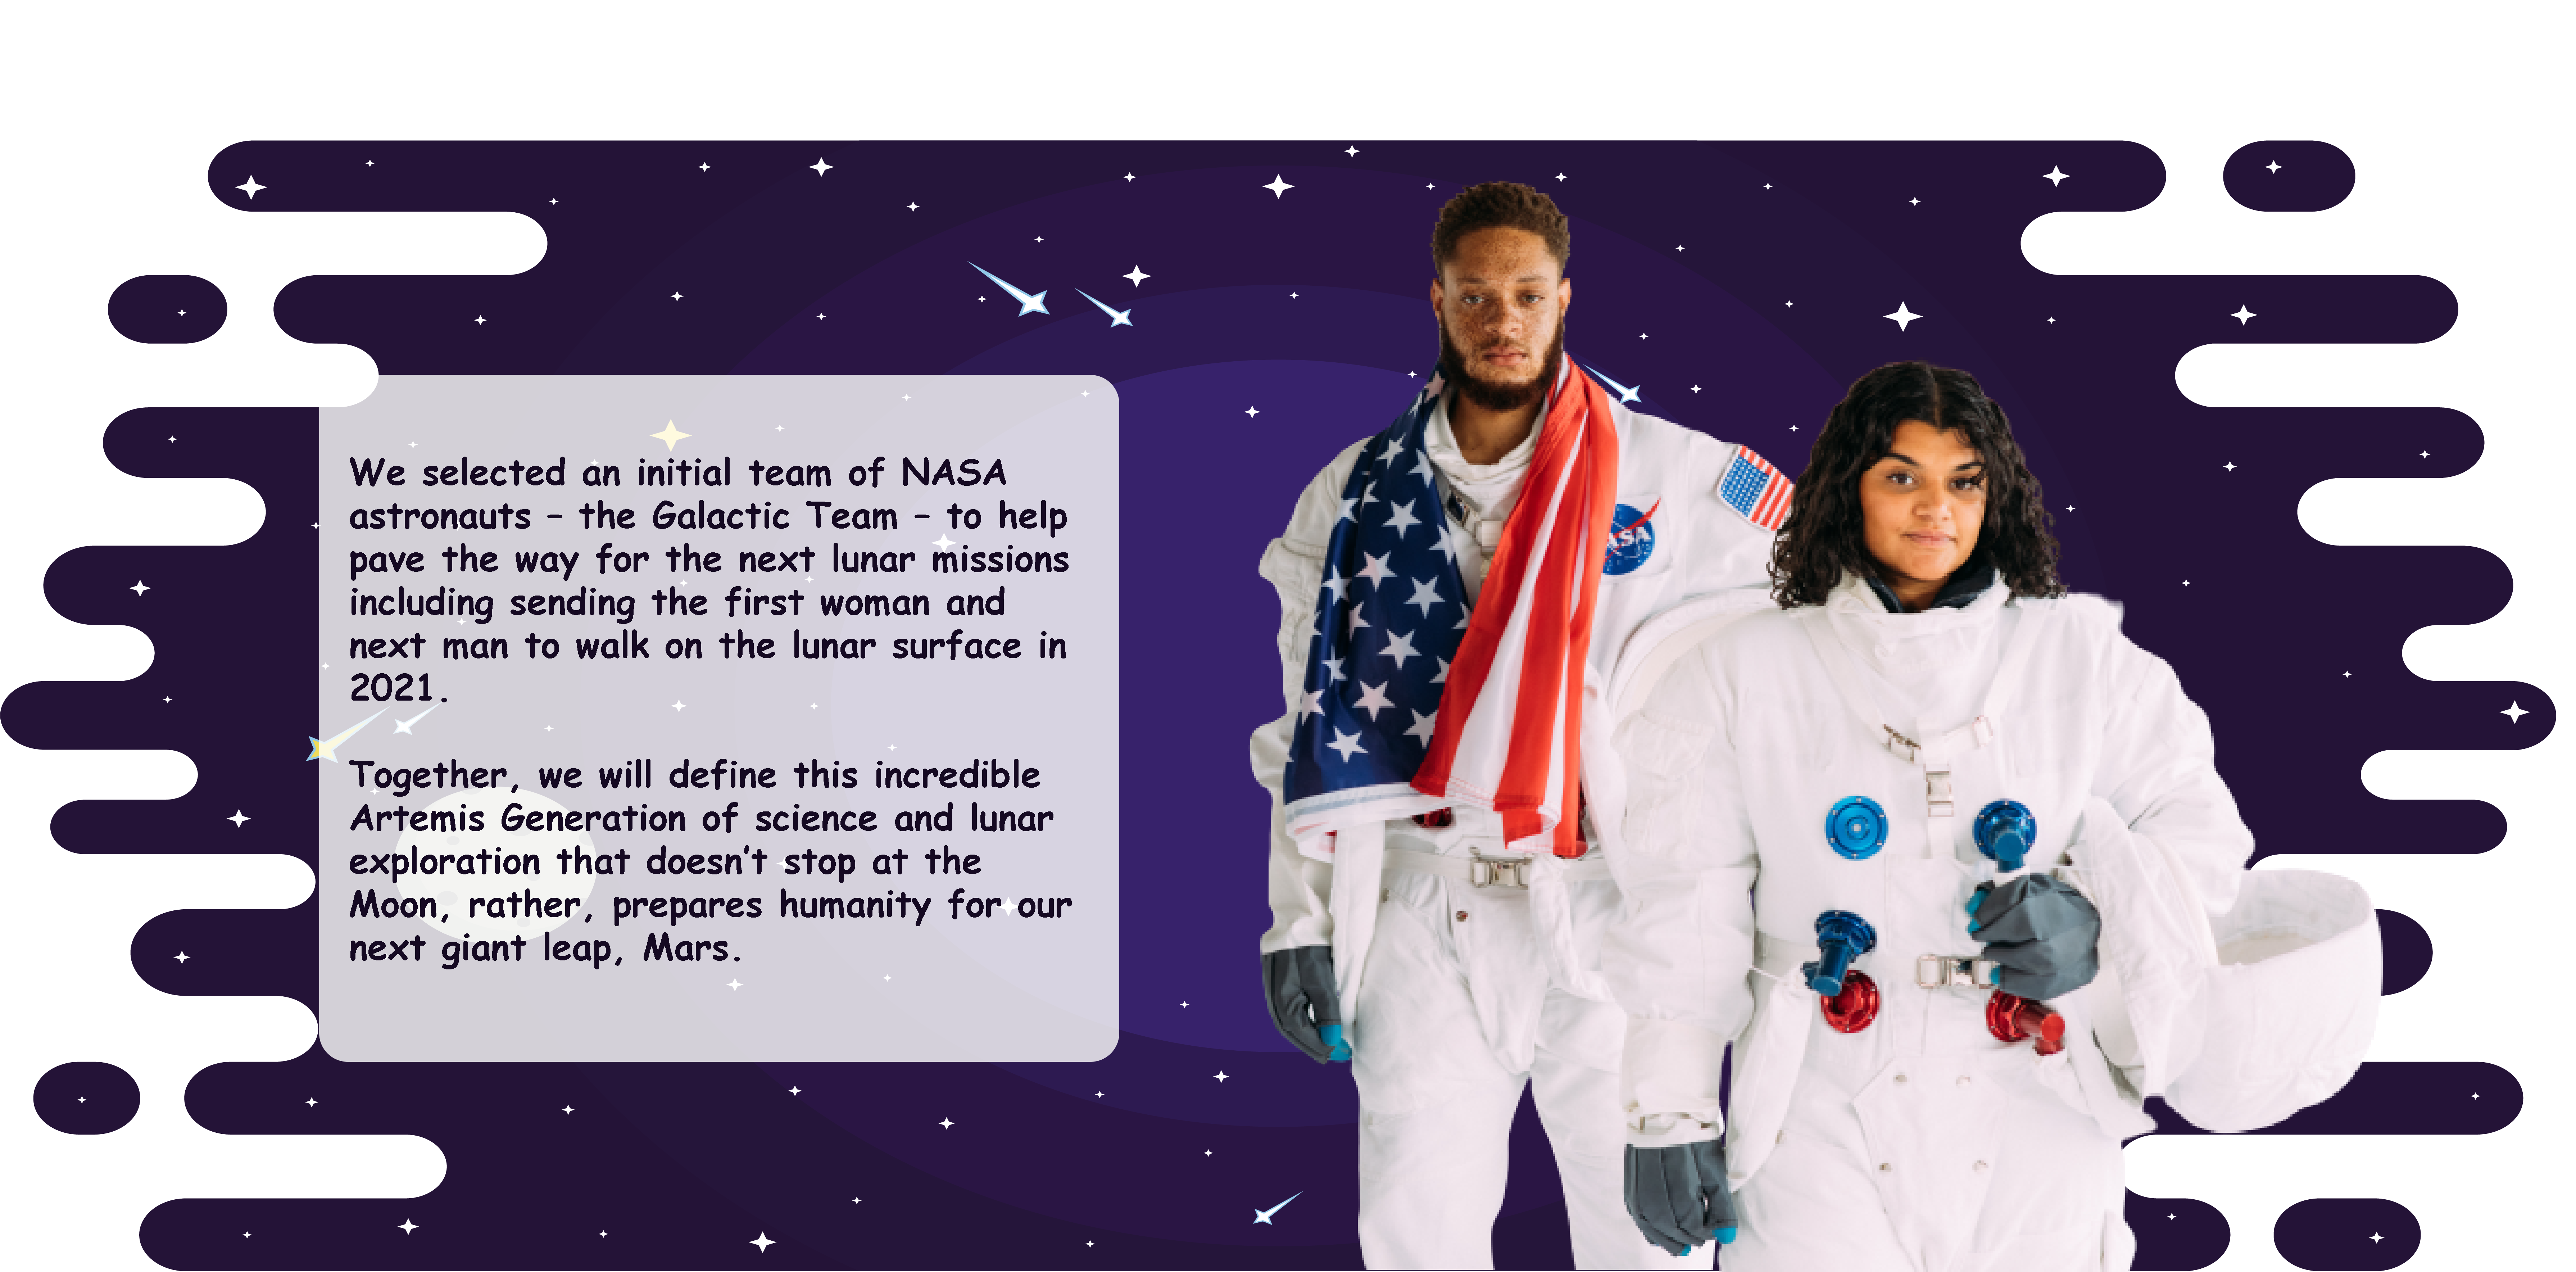 We selected an initial team of NASA
astronauts – the Galactic Team – to help
pave the way for the next lunar missions
including sending the first woman and
next man to walk on the lunar surface in
2021.
Together, we will define this incredible
Artemis Generation of science and lunar
exploration that doesn't stop at the
Moon, rather, prepares humanity for our
next giant leap, Mars.
NASA